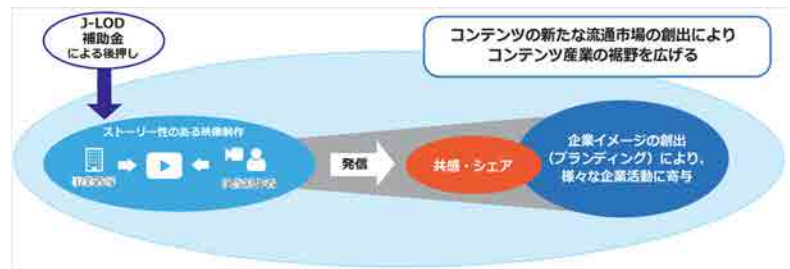 J-LOD
補助金
による後押し
コンテンツの新たな流通市場の創出により
コンテンツ産業の裾野を広げる
ストーリー性のある映像制作
発信
共感・シェア
企業イメージの創出
(ブランディング)により、
様々な企業活動に寄与